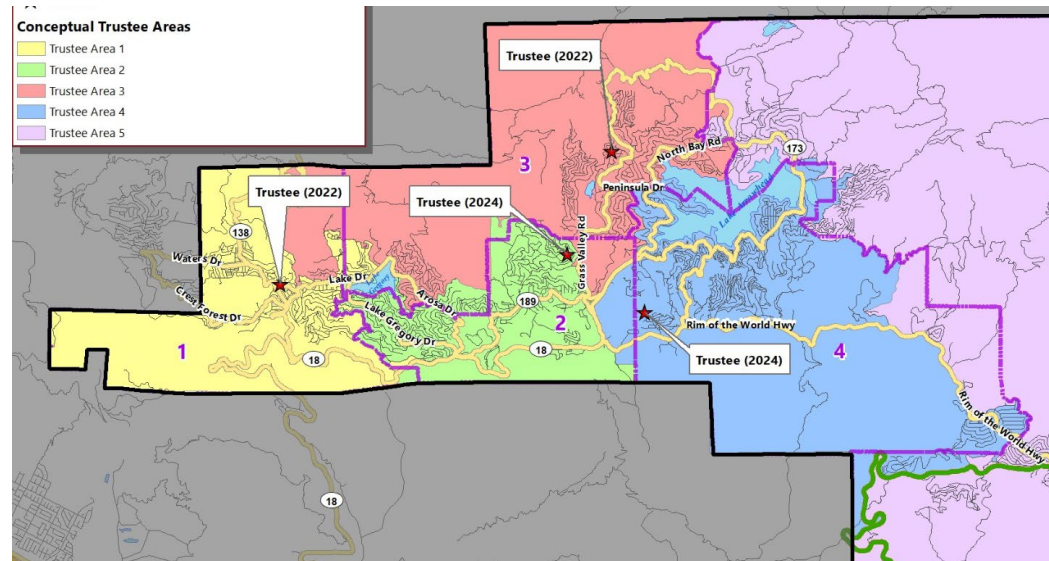 Conceptual Trustee Areas
Trustee Area 1
Trustee Area 2
Trustee Area 3
Trustee Area 4
Trustee Area 5
Trustee (2022)
173
North Bay Rd
3
Peninsula Dr
Trustee (2022)
Trustee (2024)
138
Waters Dr
Grass Valley Rd
Lake Dr
Crest Forest Dr
Arosa Dr
189
Lake Gregory Dr
2
Rim of the World Hwy
1
18
18
4
Trustee (2024)
Rim of the World Hwy
18